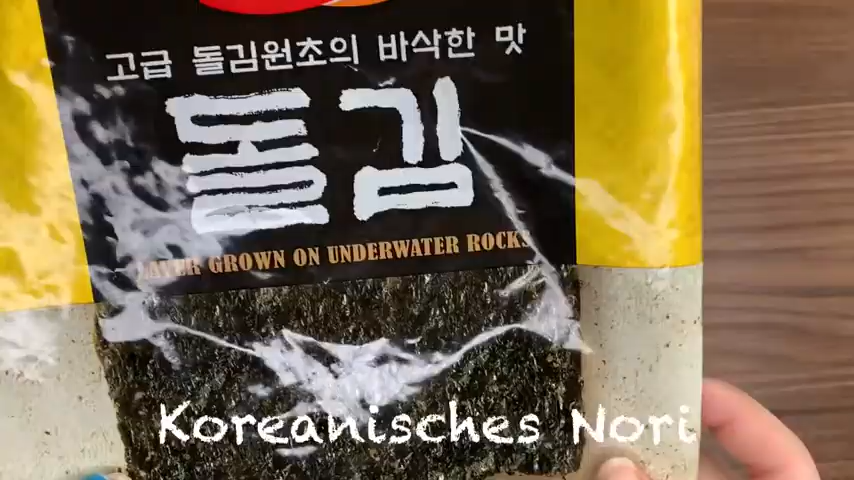 고급 돌김원초의 바삭한 맛
돌김
LAVER GROWN ON UNDERWATER ROCKS
Koreanisches Nori